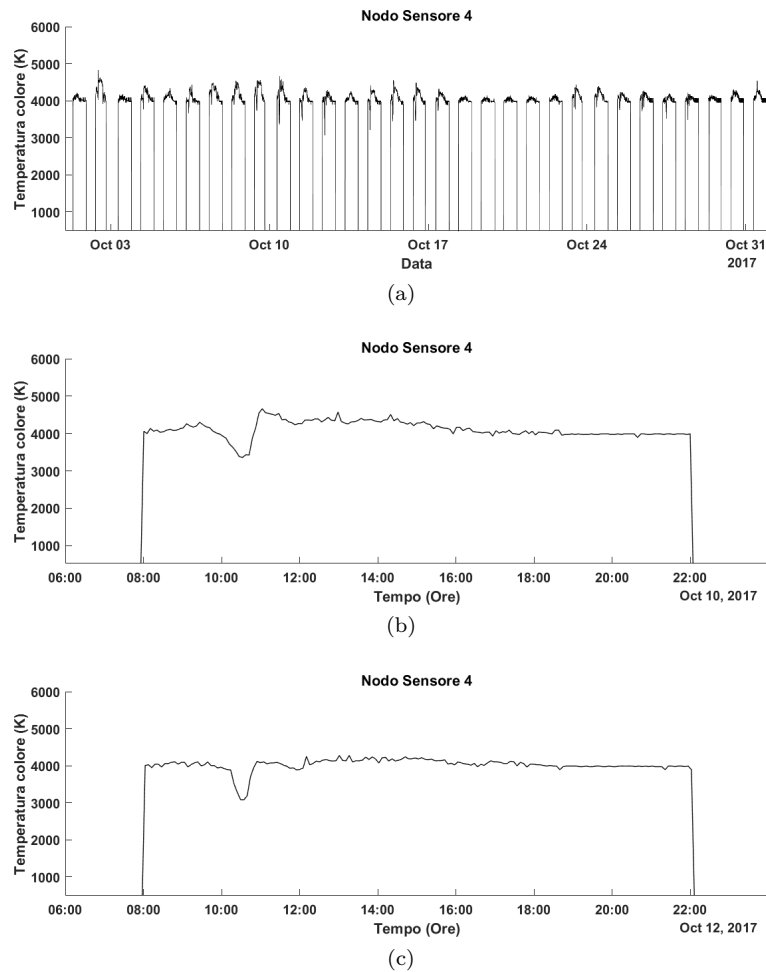 Nodo Sensore 4
6000
5000
4000
3000
2000
1000
Temperatura colore (K)
Oct 03 Oct 10 Oct 17 Oct 24 Oct 31
Data 2017
(a)
Nodo Sensore 4
6000
5000
4000
3000
2000
1000
Temperatura colore (K)
06:00 08:00 10:00 12:00 14:00 16:00 18:00 20:00 22:00
Tempo (Ore) Oct 10, 2017
(b)
Nodo Sensore 4
6000
5000
4000
3000
2000
1000
Temperatura colore (K)
06:00 08:00 10:00 12:00 14:00 16:00 18:00 20:00 22:00
Tempo (Ore) Oct 12, 2017
(c)